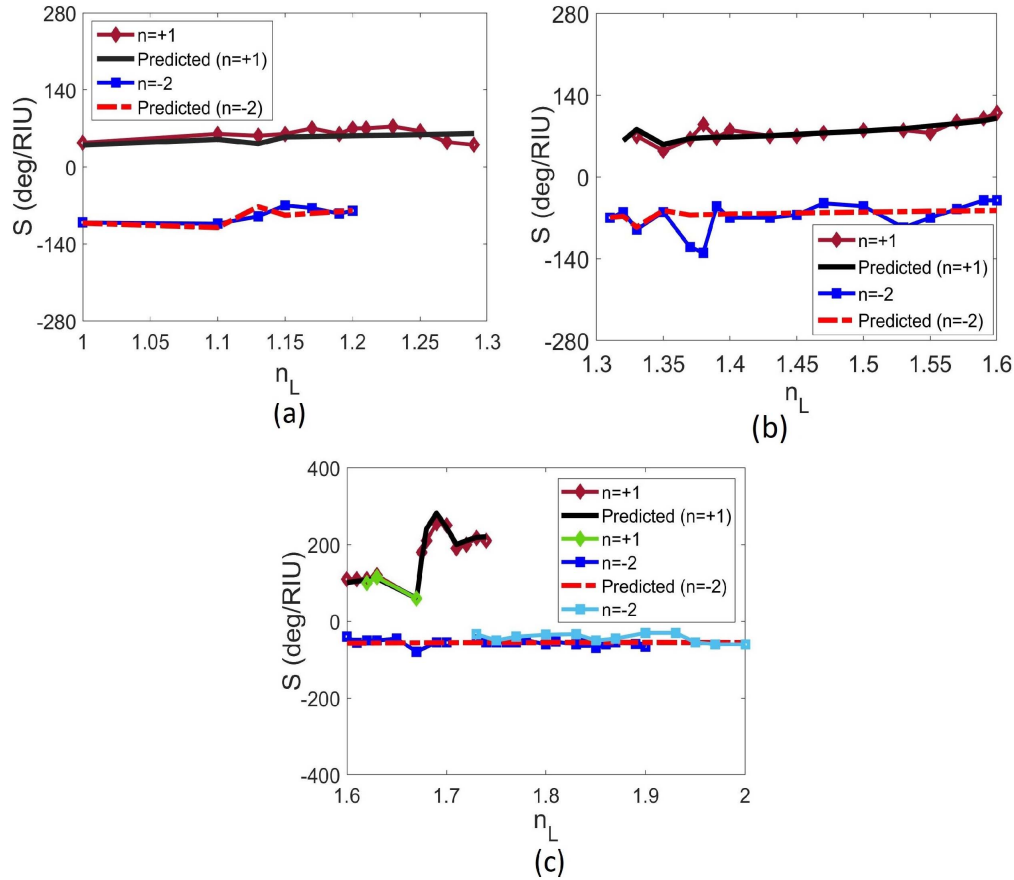 280
140
0
-140
-280
S (deg/RIU)
n=+1
Predicted (n=+1)
n=-2
Predicted (n=-2)
1 1.05 1.1 1.15 1.2 1.25 1.3
n_L
(a)
280
140
0
-140
-280
S (deg/RIU)
n=+1
Predicted (n=+1)
n=-2
Predicted (n=-2)
1.3 1.35 1.4 1.45 1.5 1.55 1.6
n_L
(b)
400
200
0
-200
-400
S (deg/RIU)
n=+1
Predicted (n=+1)
n=+1
n=-2
Predicted (n=-2)
n=-2
1.6 1.7 1.8 1.9 2
n_L
(c)